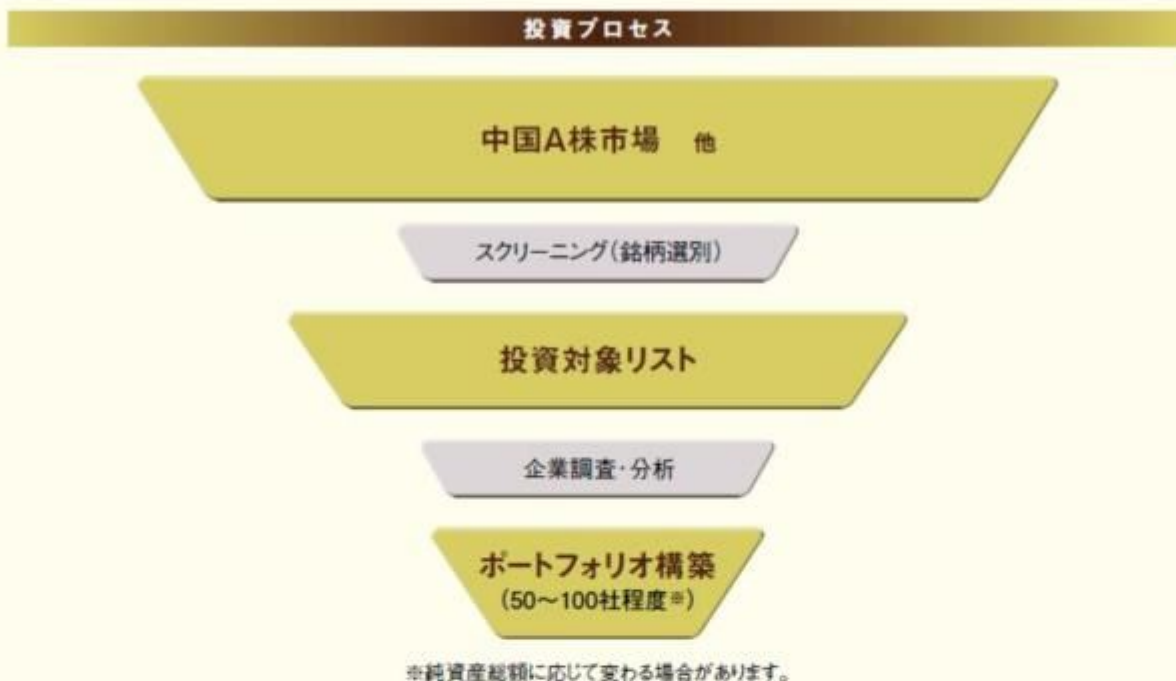 投資プロセス
中国A株市場 他
スクリーニング(銘柄選別)
投資対象リスト
企業調査・分析
ポートフォリオ構築
(50〜100社程度※)
※純資産総額に応じて変わる場合があります。